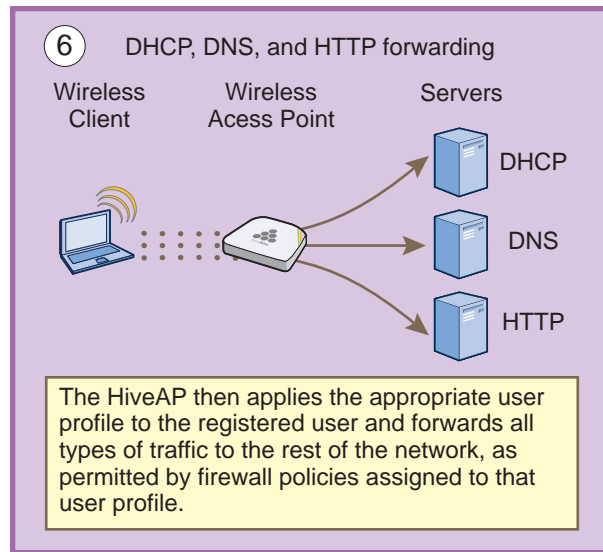 6 DHCP, DNS, and HTTP forwarding
Wireless
Client
Wireless
Acess Point
Servers
DHCP
DNS
HTTP
The HiveAP then applies the appropriate user
profile to the registered user and forwards all
types of traffic to the rest of the network, as
permitted by firewall policies assigned to that
user profile.